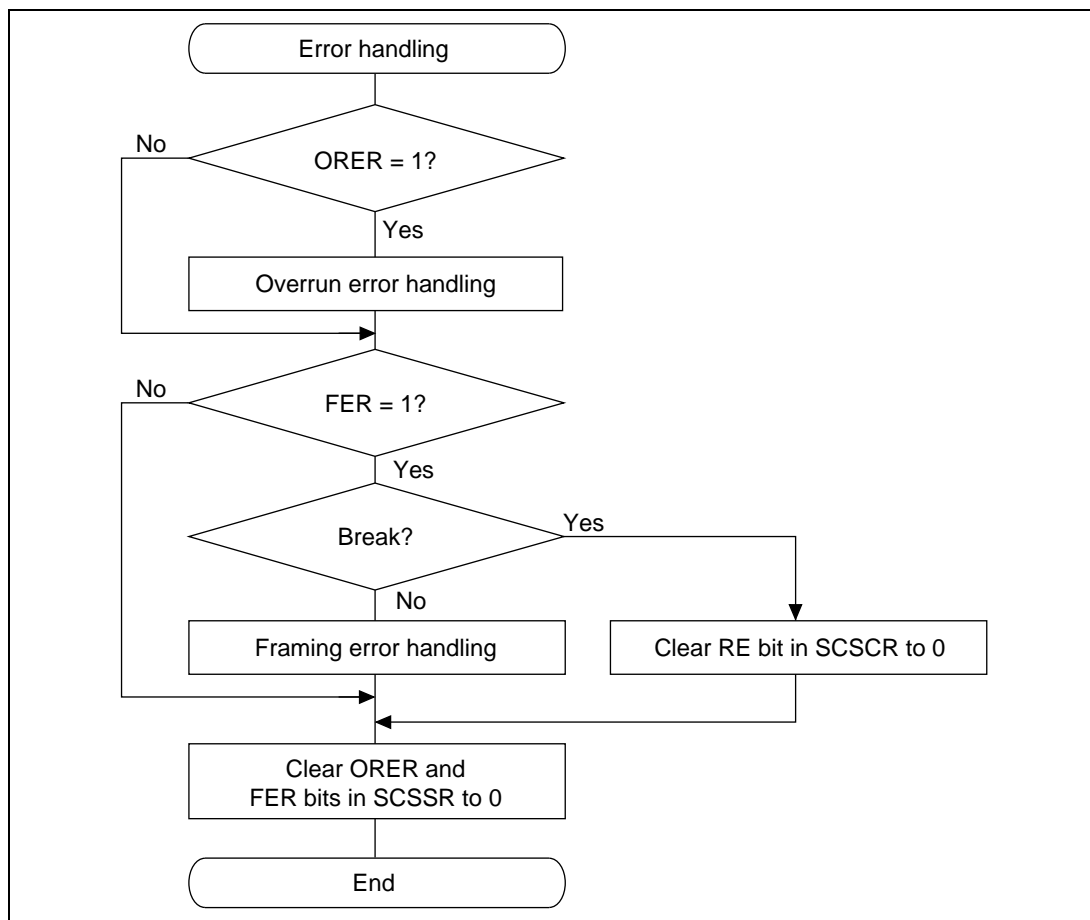 Error handling
No
ORER = 1?
Yes
Overrun error handling
No
FER = 1?
Yes
Break?
Yes
No
Framing error handling
Clear RE bit in SCSCR to 0
Clear ORER and
FER bits in SCSSR to 0
End